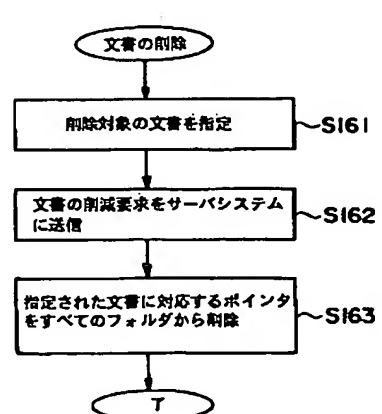 文書の削除
削除対象の文書を指定
S161
文書の削減要求をサーバシステム
に送信
S162
指定された文書に対応するポインタ
をすべてのフォルダから削除
S163
了